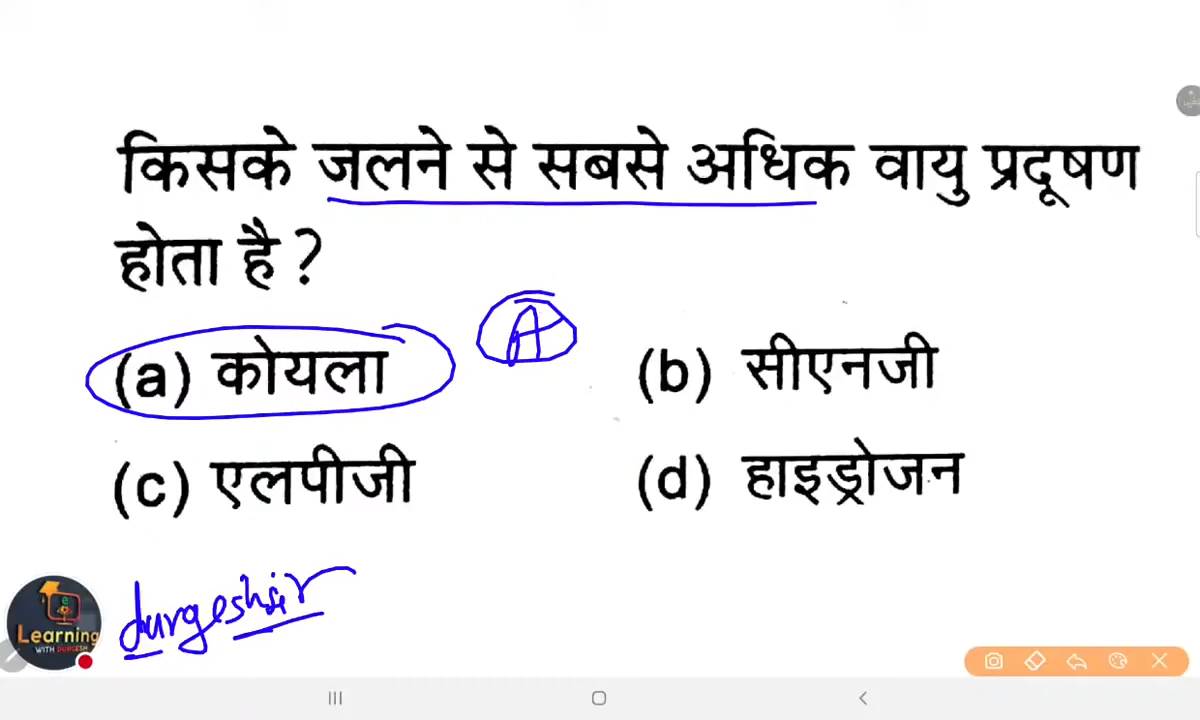 किसके जलने से सबसे अधिक वायु प्रदूषण
होता है ?
(a) कोयला
A
(b) सीएनजी
(c) एलपीजी
(d) हाइड्रोजन
durgeshsir
e
Learning
WITH DURGESH